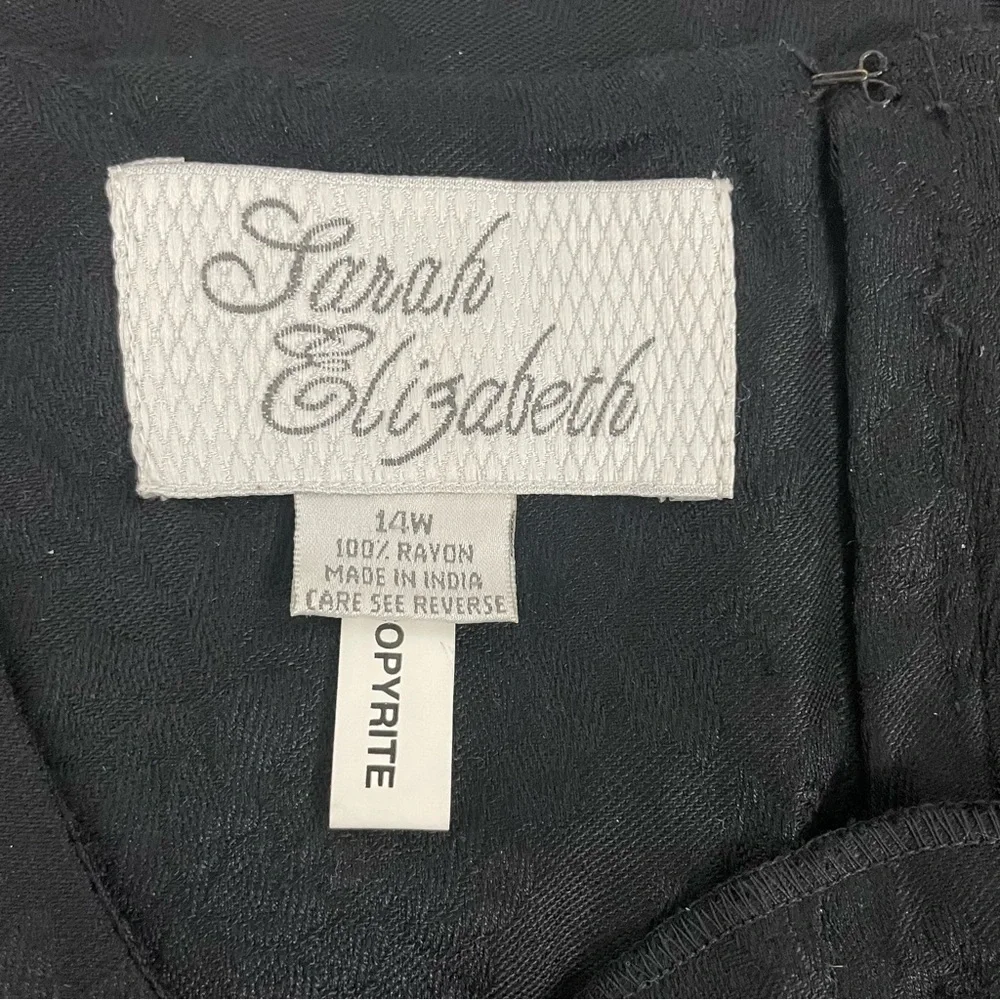 Sarah
Elizabeth
14W
100% RAYON
MADE IN INDIA
CARE SEE REVERSE
OPYRITE